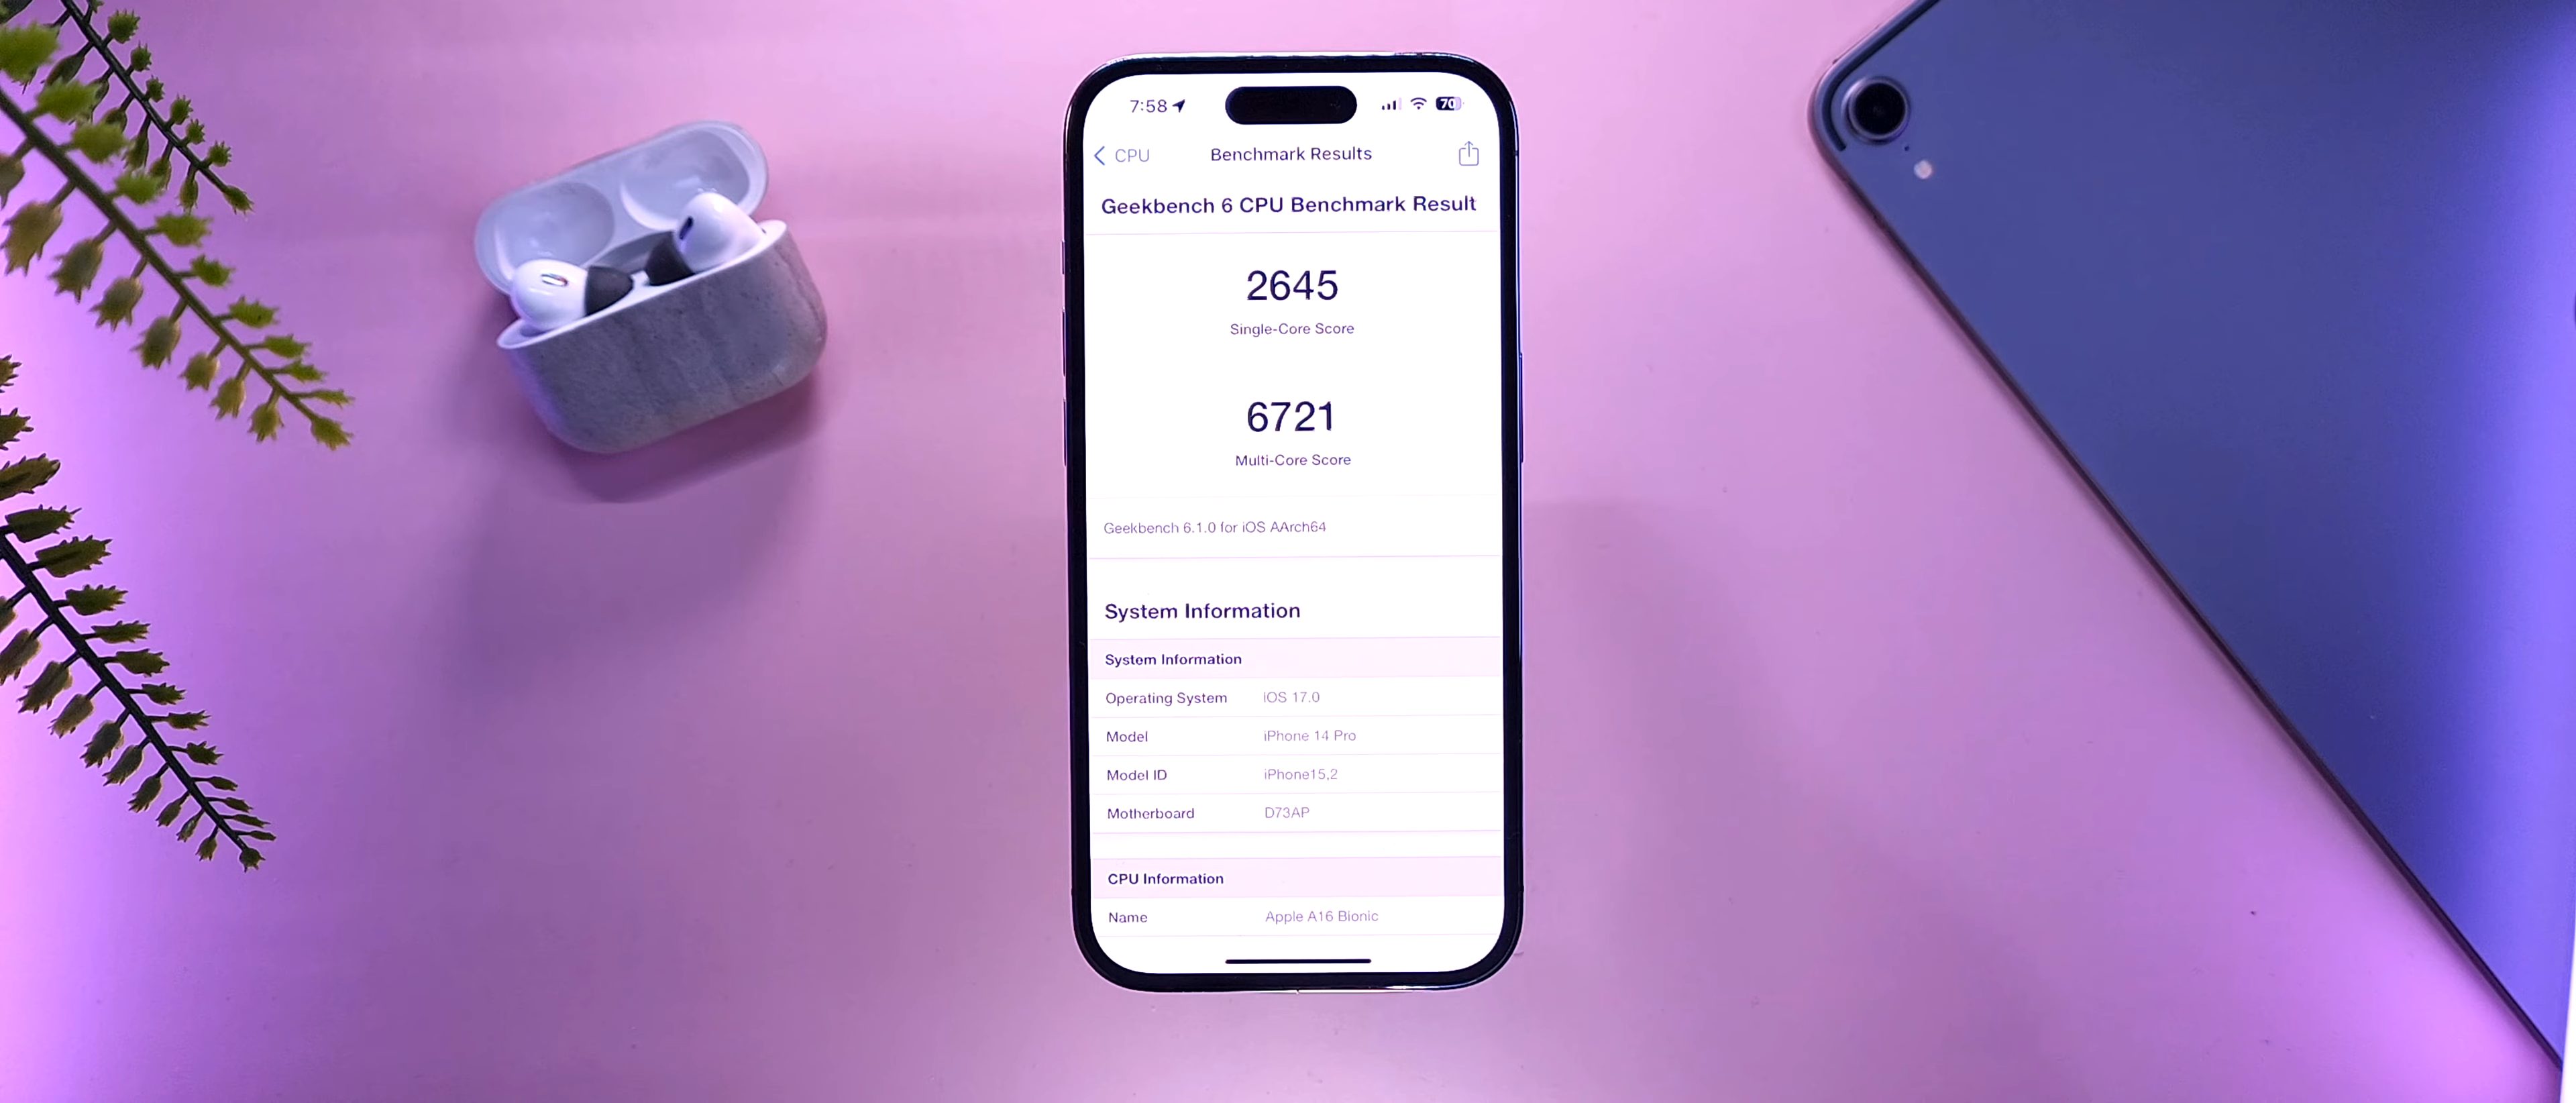 7:58 70
CPU Benchmark Results
Geekbench 6 CPU Benchmark Result
2645
Single-Core Score
6721
Multi-Core Score
Geekbench 6.1.0 for iOS AArch64
System Information
System Information
Operating System iOS 17.0
Model iPhone 14 Pro
Model ID iPhone15,2
Motherboard D73AP
CPU Information
Name Apple A16 Bionic